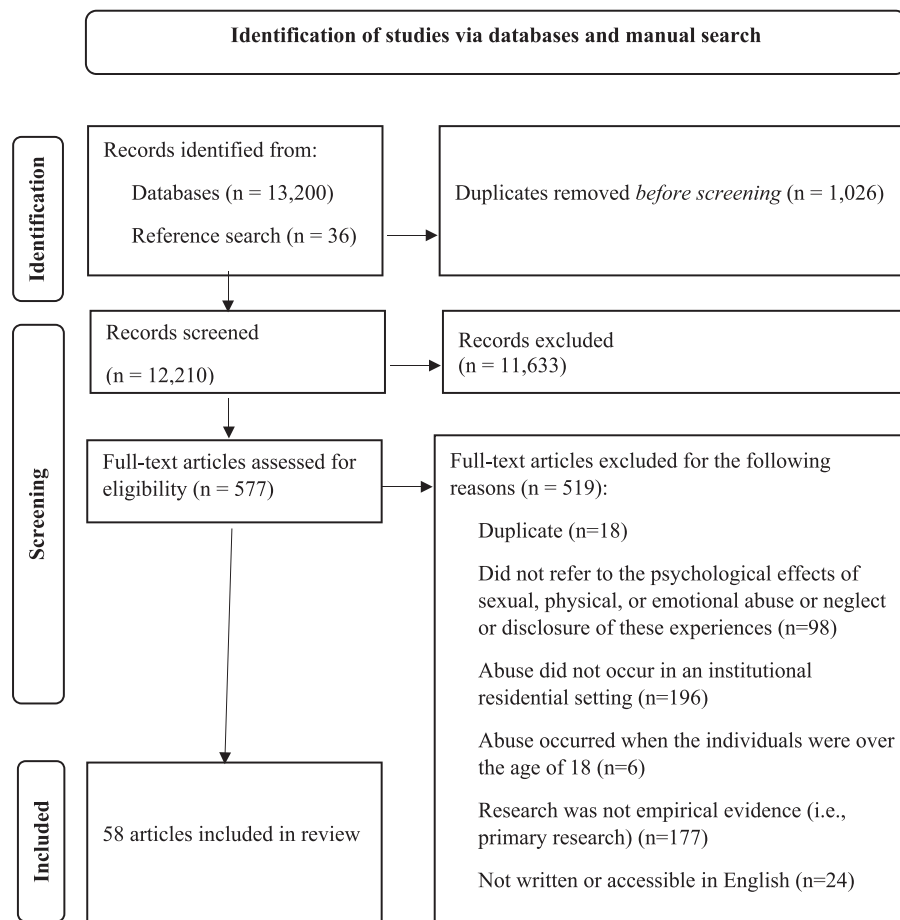 Identification of studies via databases and manual search
Identification
Records identified from:
Databases (n = 13,200)
Reference search (n = 36)
Duplicates removed before screening (n = 1,026)
Screening
Records screened
(n = 12,210)
Records excluded
(n = 11,633)
Full-text articles assessed for
eligibility (n = 577)
Full-text articles excluded for the following
reasons (n = 519):
Duplicate (n=18)
Did not refer to the psychological effects of
sexual, physical, or emotional abuse or neglect
or disclosure of these experiences (n=98)
Abuse did not occur in an institutional
residential setting (n=196)
Abuse occurred when the individuals were over
the age of 18 (n=6)
Research was not empirical evidence (i.e.,
primary research) (n=177)
Not written or accessible in English (n=24)
Included
58 articles included in review